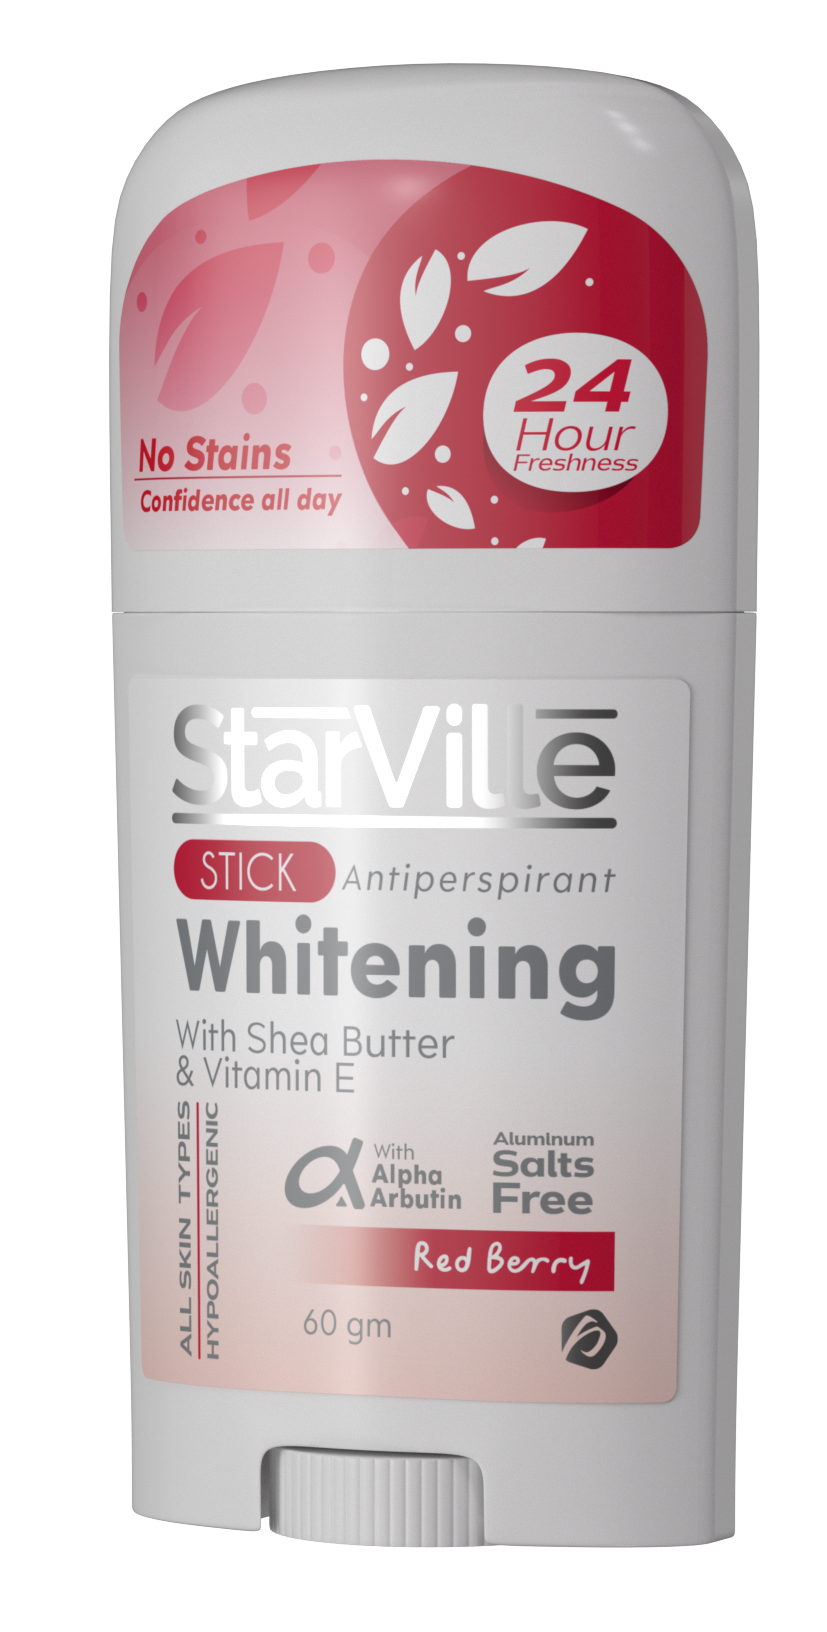 No Stains
Confidence all day
24
Hour
Freshness
StarVille
STICK Antiperspirant
Whitening
With Shea Butter
& Vitamin E
ALL SKIN TYPES
HYPOALLERGENIC
With
Alpha
Arbutin
Aluminum
Salts
Free
Red Berry
60 gm